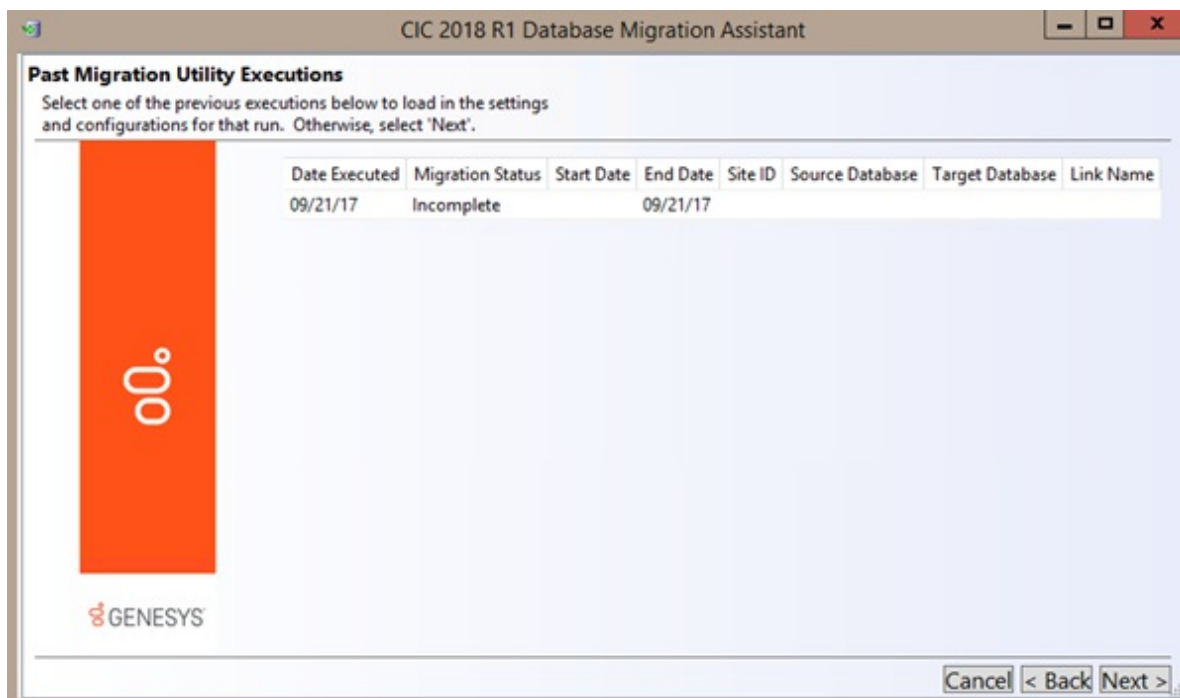 CIC 2018 R1 Database Migration Assistant
Past Migration Utility Executions
Select one of the previous executions below to load in the settings
and configurations for that run. Otherwise, select 'Next'.
Date Executed Migration Status Start Date End Date Site ID Source Database Target Database Link Name
09/21/17 Incomplete 09/21/17
GENESYS
Cancel < Back Next >